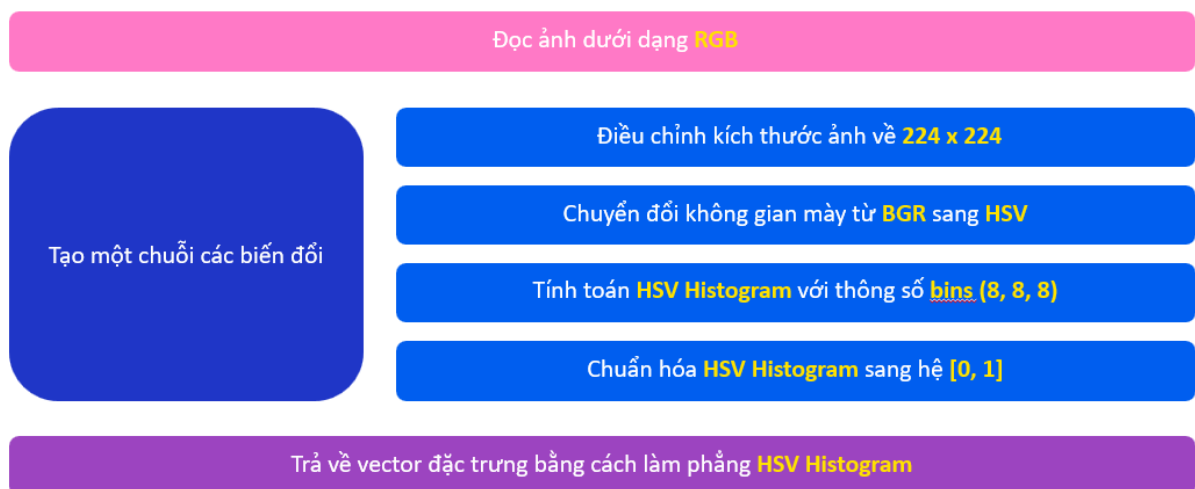 Đọc ảnh dưới dạng RGB
Điều chỉnh kích thước ảnh về 224 x 224
Chuyển đổi không gian mày từ BGR sang HSV
Tạo một chuỗi các biến đổi
Tính toán HSV Histogram với thông số bins (8, 8, 8)
Chuẩn hóa HSV Histogram sang hệ [0, 1]
Trả về vector đặc trưng bằng cách làm phẳng HSV Histogram